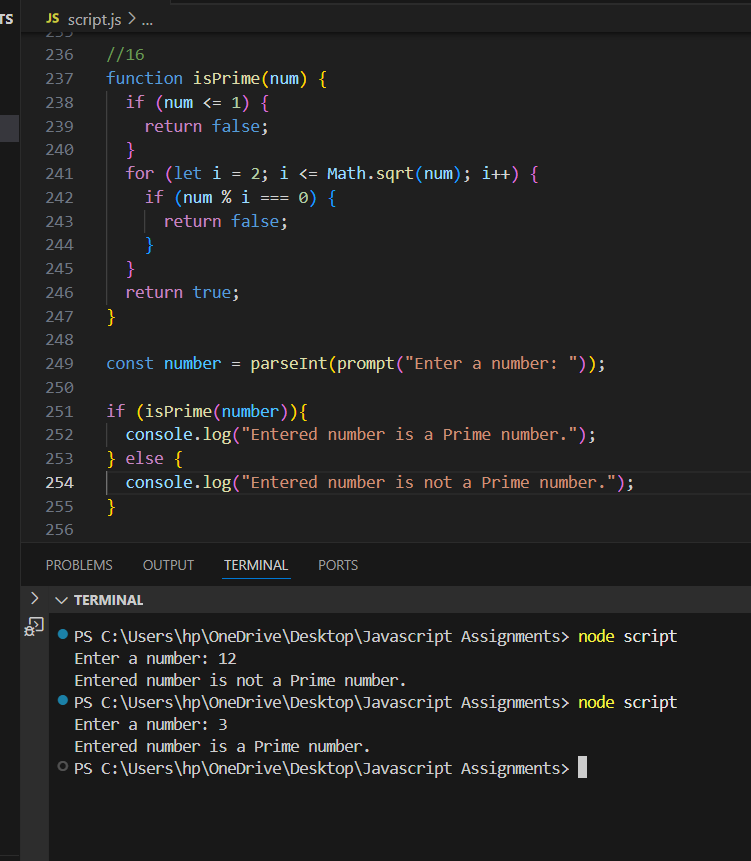 TS
JS script.js > ...
235
236 //16
237 function isPrime(num) {
238 if (num <= 1) {
239 return false;
240 }
241 for (let i = 2; i <= Math.sqrt(num); i++) {
242 if (num % i === 0) {
243 return false;
244 }
245 }
246 return true;
247 }
248
249 const number = parseInt(prompt("Enter a number: "));
250
251 if (isPrime(number)){
252 console.log("Entered number is a Prime number.");
253 } else {
254 console.log("Entered number is not a Prime number.");
255 }
256
PROBLEMS OUTPUT TERMINAL PORTS
TERMINAL
PS C:\Users\hp\OneDrive\Desktop\Javascript Assignments> node script
Enter a number: 12
Entered number is not a Prime number.
PS C:\Users\hp\OneDrive\Desktop\Javascript Assignments> node script
Enter a number: 3
Entered number is a Prime number.
PS C:\Users\hp\OneDrive\Desktop\Javascript Assignments>